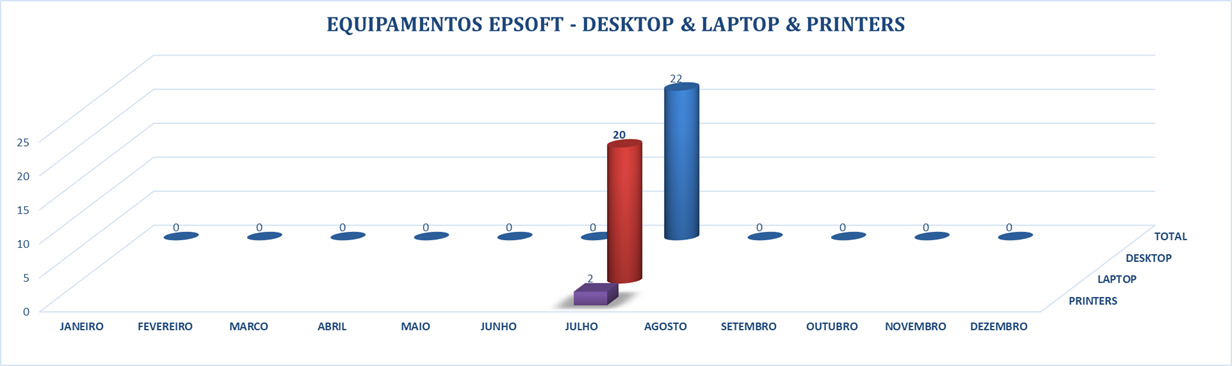 EQUIPAMENTOS EPSOFT - DESKTOP & LAPTOP & PRINTERS
22
20
25
20
15
10
5
0
0 0 0 0 0 0 0 0 0 0
2
TOTAL
DESKTOP
LAPTOP
PRINTERS
JANEIRO FEVEREIRO MARCO ABRIL MAIO JUNHO JULHO AGOSTO SETEMBRO OUTUBRO NOVEMBRO DEZEMBRO